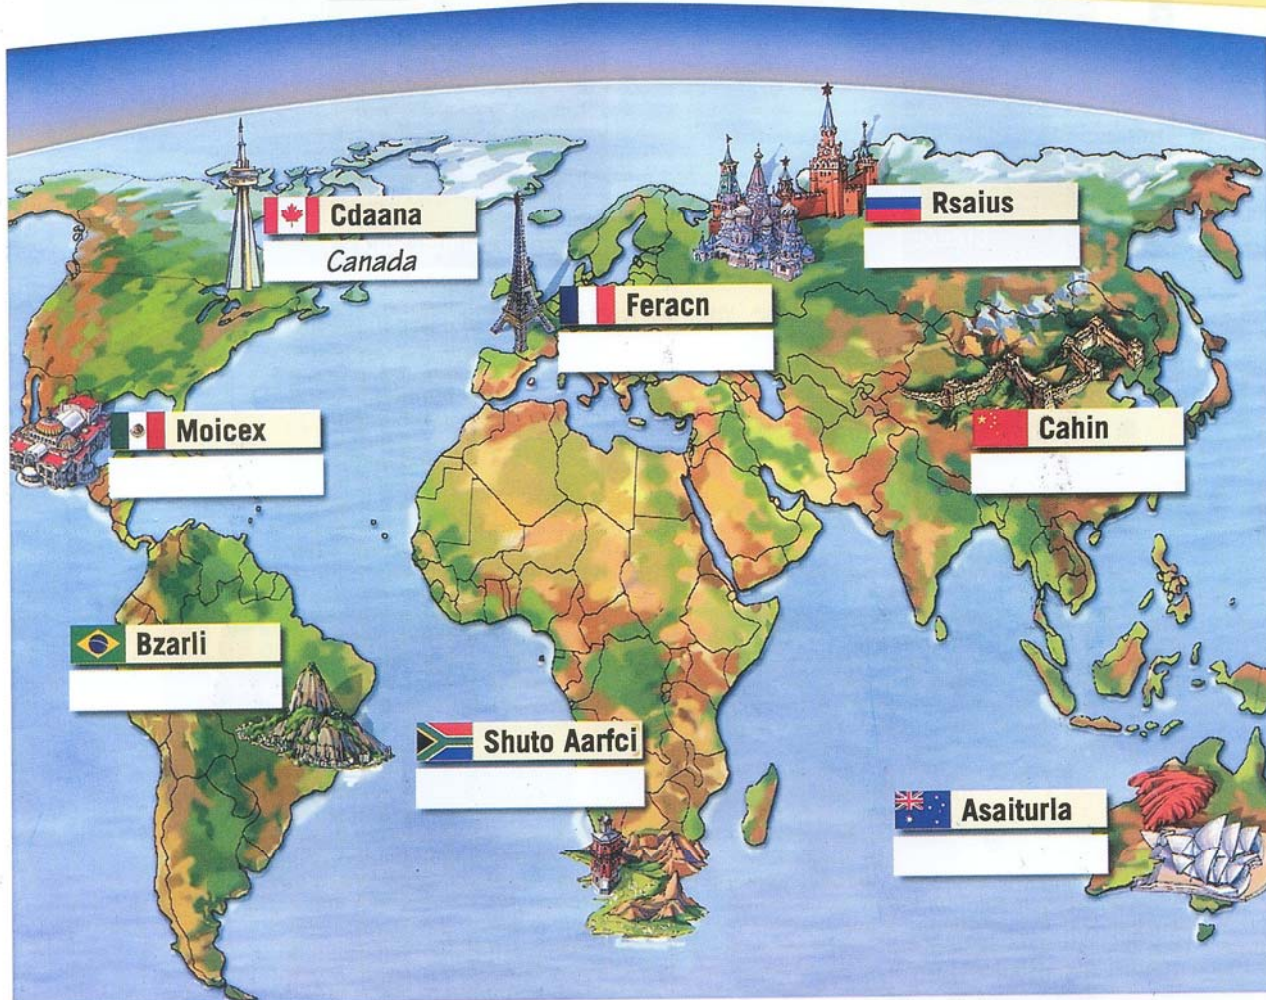 Cdaana
Canada
Rsaius
Feracn
Moicex
Cahin
Bzarli
Shuto Aarfci
Asaiturla